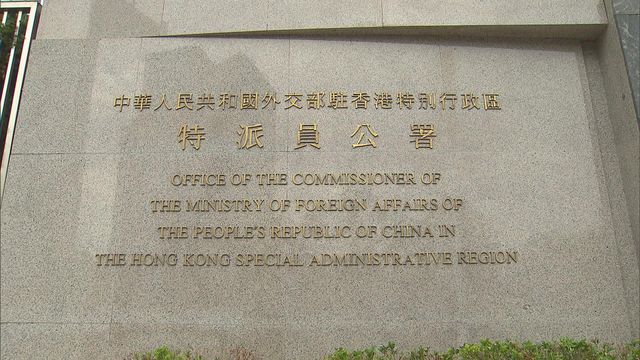 中華人民共和國外交部駐香港特別行政區
特派員公署
OFFICE OF THE COMMISSIONER OF
THE MINISTRY OF FOREIGN AFFAIRS OF
THE PEOPLE'S REPUBLIC OF CHINA IN
THE HONG KONG SPECIAL ADMINISTRATIVE REGION